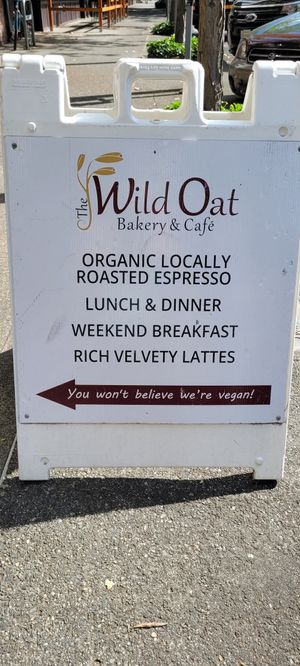 The Wild Oat
Bakery & Café
ORGANIC LOCALLY
ROASTED ESPRESSO
LUNCH & DINNER
WEEKEND BREAKFAST
RICH VELVETY LATTES
You won't believe we're vegan!